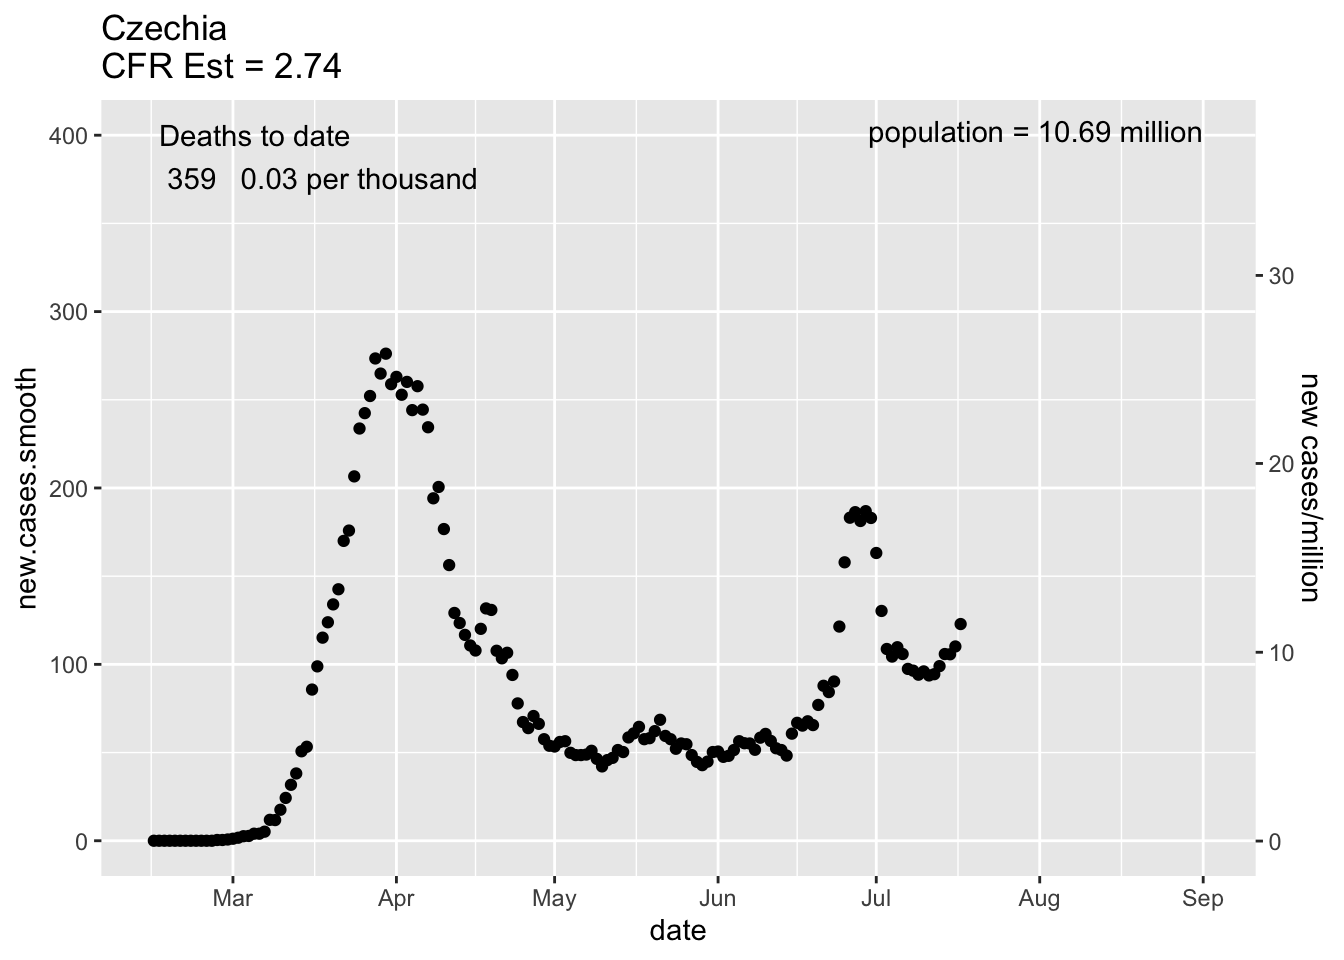 Czechia
CFR Est = 2.74
Deaths to date
359 0.03 per thousand
population = 10.69 million
400
300
200
100
0
new.cases.smooth
30
20
10
0
new cases/million
Mar Apr May Jun Jul Aug Sep
date